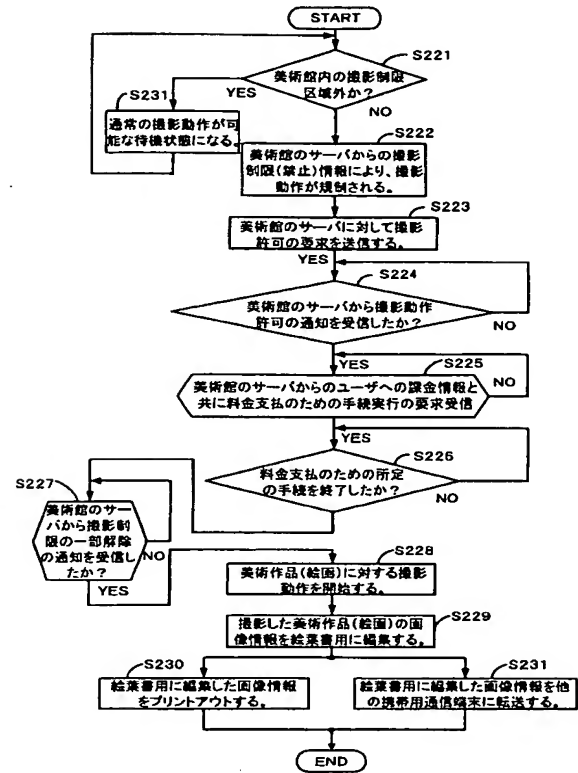 START
S221
美術館内の撮影制限
区域外か?
YES
NO
S231
通常の撮影動作が可
能な待機状態になる。
S222
美術館のサーバからの撮影
制限(禁止)情報により、撮影
動作が規制される。
S223
美術館のサーバに対して撮影
許可の要求を送信する。
YES
S224
美術館のサーバから撮影動作
許可の通知を受信したか?
NO
YES
S225
美術館のサーバからのユーザへの課金情報と
共に料金支払のための手続実行の要求受信
NO
YES
S226
料金支払のための所定
の手続を終了したか?
NO
S227
美術館のサー
バから撮影制
限の一部解除
の通知を受信し
たか?
NO
YES
S228
美術作品(絵画)に対する撮影
動作を開始する。
S229
撮影した美術作品(絵画)の画
像情報を絵葉書用に編集する。
S230
絵葉書用に編集した画像情報
をプリントアウトする。
S231
絵葉書用に編集した画像情報を他
の携帯用通信端末に転送する。
END